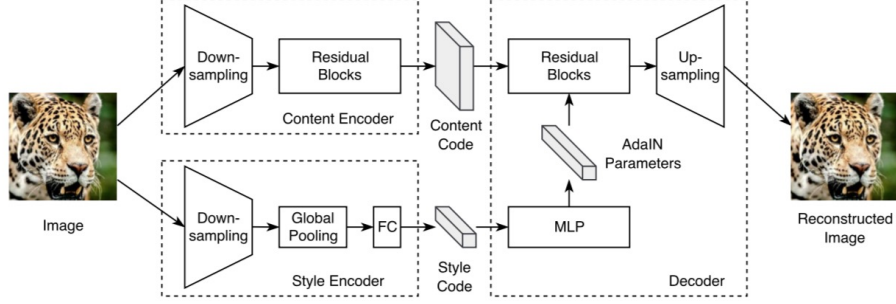 Down-
sampling
Residual
Blocks
Content Encoder
Content
Code
Residual
Blocks
Up-
sampling
AdaIN
Parameters
Image
Down-
sampling
Global
Pooling
FC
Style Encoder
Style
Code
MLP
Decoder
Reconstructed
Image